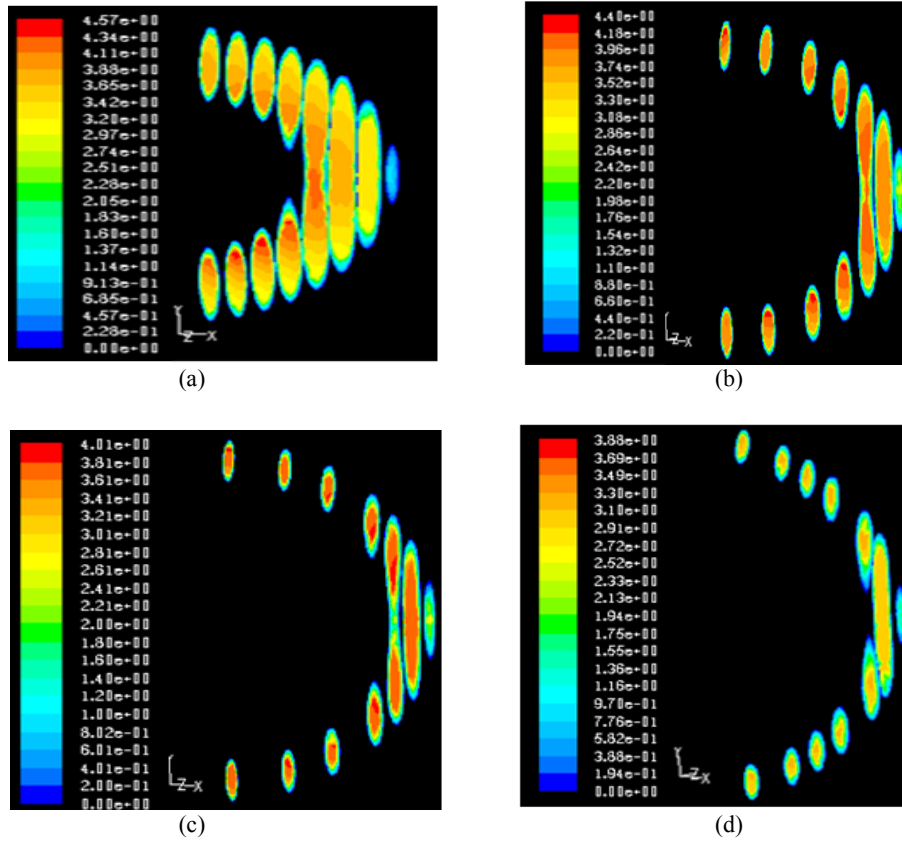 4.57e+00
4.34e+00
4.11e+00
3.88e+00
3.65e+00
3.42e+00
3.20e+00
2.97e+00
2.74e+00
2.51e+00
2.28e+00
2.05e+00
1.83e+00
1.60e+00
1.37e+00
1.14e+00
9.13e-01
6.85e-01
4.57e-01
2.28e-01
0.00e+00
Y
Z X
(a)
4.40e+00
4.18e+00
3.96e+00
3.74e+00
3.52e+00
3.30e+00
3.08e+00
2.86e+00
2.64e+00
2.42e+00
2.20e+00
1.98e+00
1.76e+00
1.54e+00
1.32e+00
1.10e+00
8.80e-01
6.60e-01
4.40e-01
2.20e-01
0.00e+00
Z X
(b)
4.01e+00
3.81e+00
3.61e+00
3.41e+00
3.21e+00
3.01e+00
2.81e+00
2.61e+00
2.41e+00
2.21e+00
2.00e+00
1.80e+00
1.60e+00
1.40e+00
1.20e+00
1.00e+00
8.02e-01
6.01e-01
4.01e-01
2.00e-01
0.00e+00
Z X
(c)
3.88e+00
3.69e+00
3.49e+00
3.30e+00
3.10e+00
2.91e+00
2.72e+00
2.52e+00
2.33e+00
2.13e+00
1.94e+00
1.75e+00
1.55e+00
1.36e+00
1.16e+00
9.70e-01
7.76e-01
5.82e-01
3.88e-01
1.94e-01
0.00e+00
Y
Z X
(d)